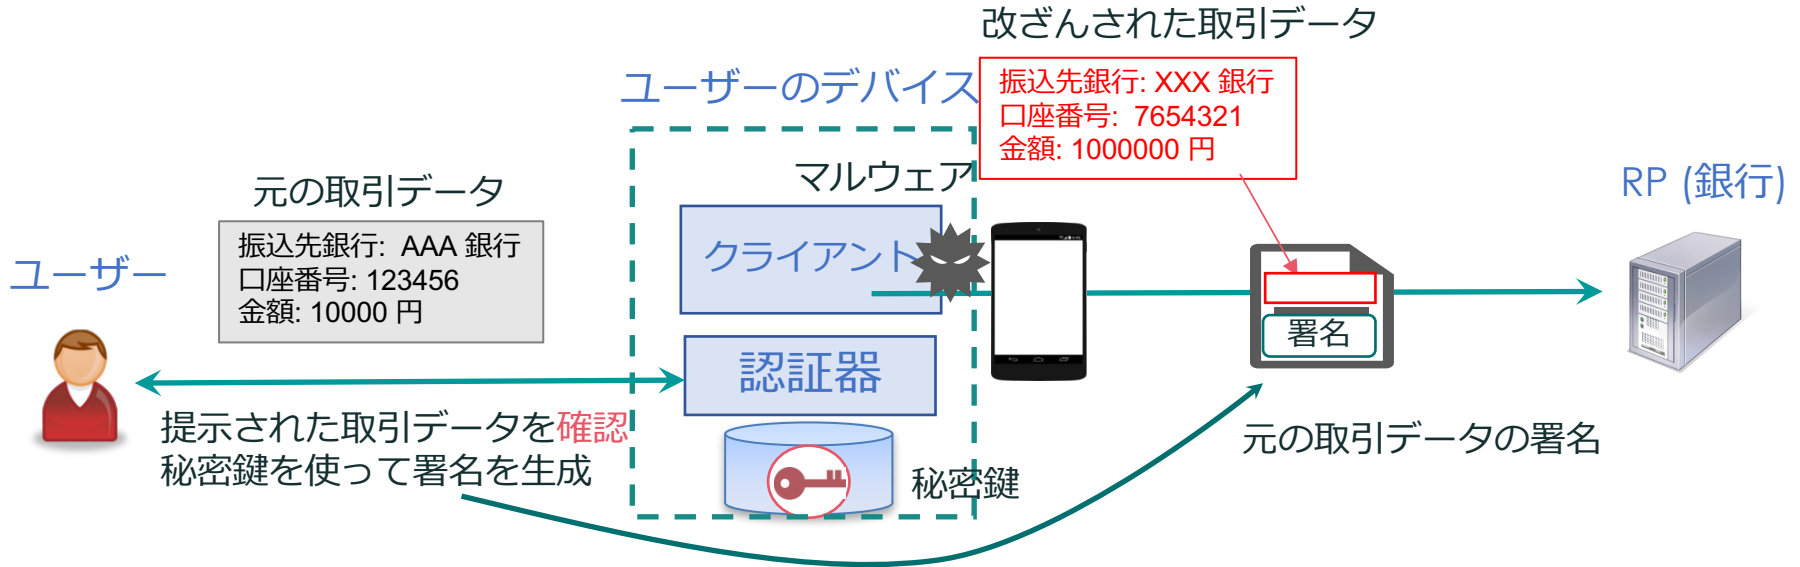 改ざんされた取引データ
振込先銀行: XXX 銀行
口座番号: 7654321
金額: 1000000 円
ユーザーのデバイス
マルウェア
RP (銀行)
元の取引データ
振込先銀行: AAA 銀行
口座番号: 123456
金額: 10000 円
ユーザー
クライアント
署名
認証器
提示された取引データを確認
秘密鍵を使って署名を生成
元の取引データの署名
秘密鍵